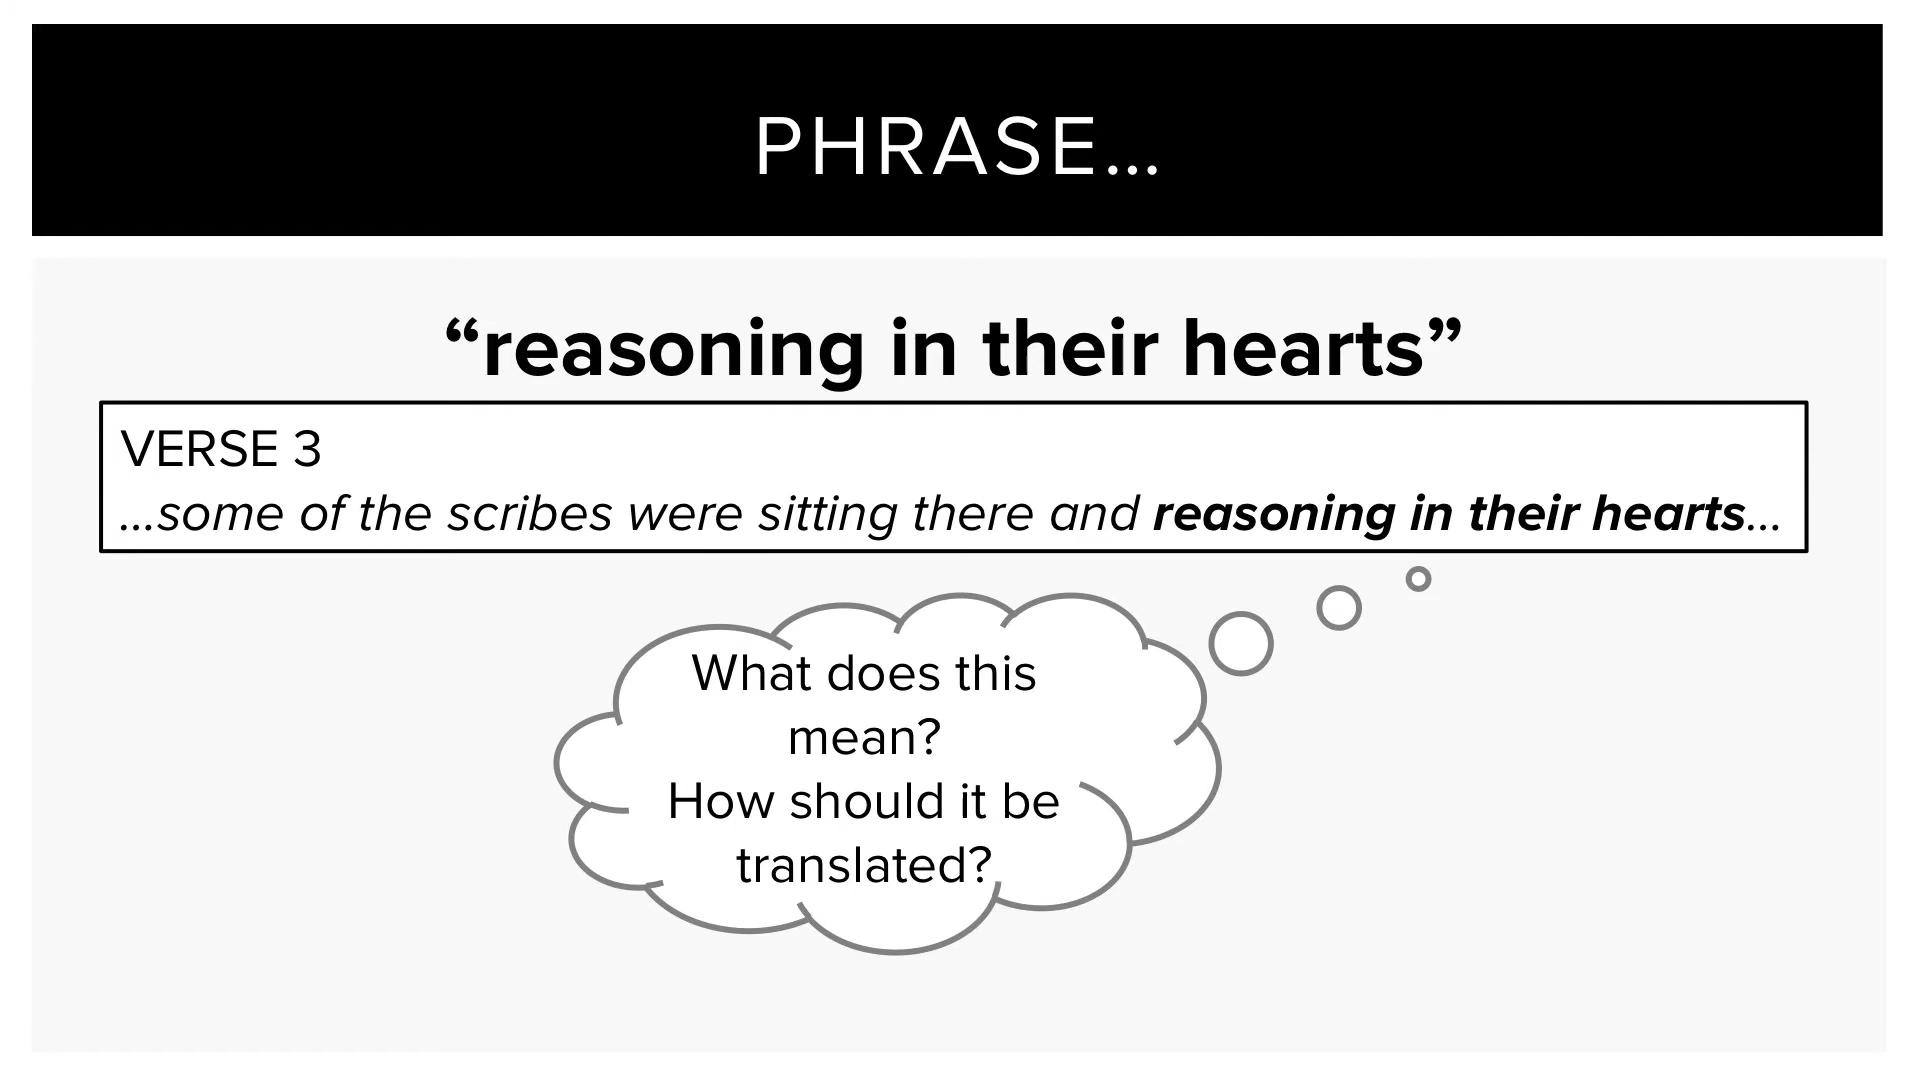 PHRASE...
“reasoning in their hearts”
VERSE 3
...some of the scribes were sitting there and reasoning in their hearts...
What does this
mean?
How should it be
translated?